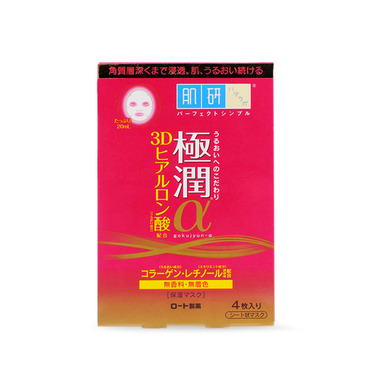 角質層深くまで浸透。肌、うるおい続ける
たっぷり
20mL
肌研
パーフェクトシンプル
うるおいへのこだわり
極潤α
gokujyun-α
3Dヒアルロン酸
配合
コラーゲン・レチノール
無香料・無着色
[保湿マスク]
ロート製薬
4枚入り
シート状マスク